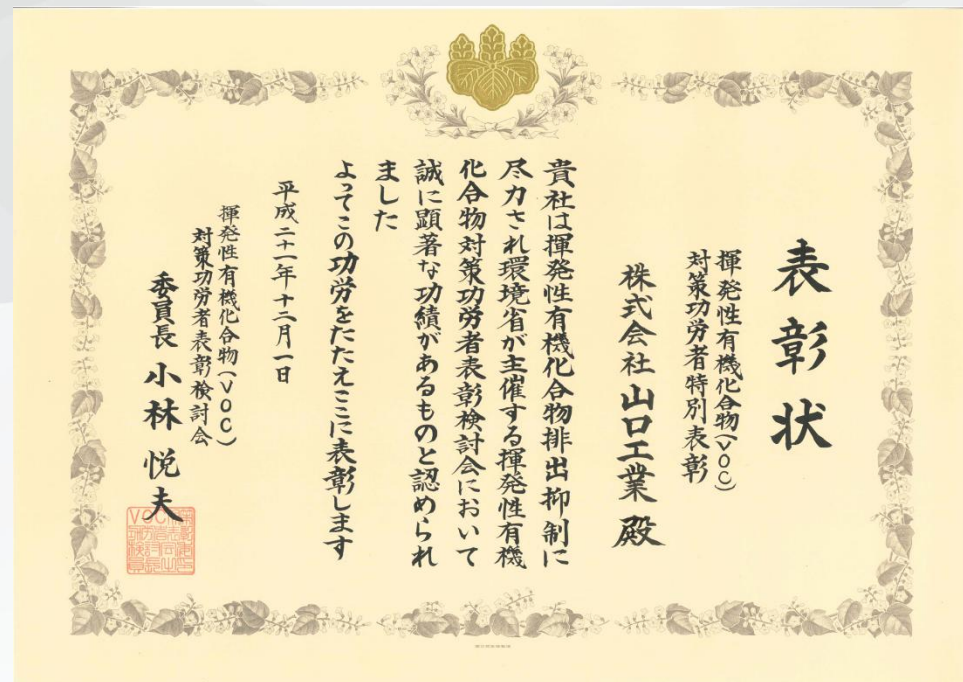 表彰状
揮発性有機化合物(VOC)
対策功労者特別表彰
株式会社 山口工業 殿
貴社は揮発性有機化合物排出抑制に
尽力され環境省が主催する揮発性有機
化合物対策功労者表彰検討会において
誠に顕著な功績があるものと認められ
ました
よってこの功労をたたえここに表彰します
平成二十一年十二月一日
揮発性有機化合物(VOC)
対策功労者表彰検討会
委員長 小林 悦夫